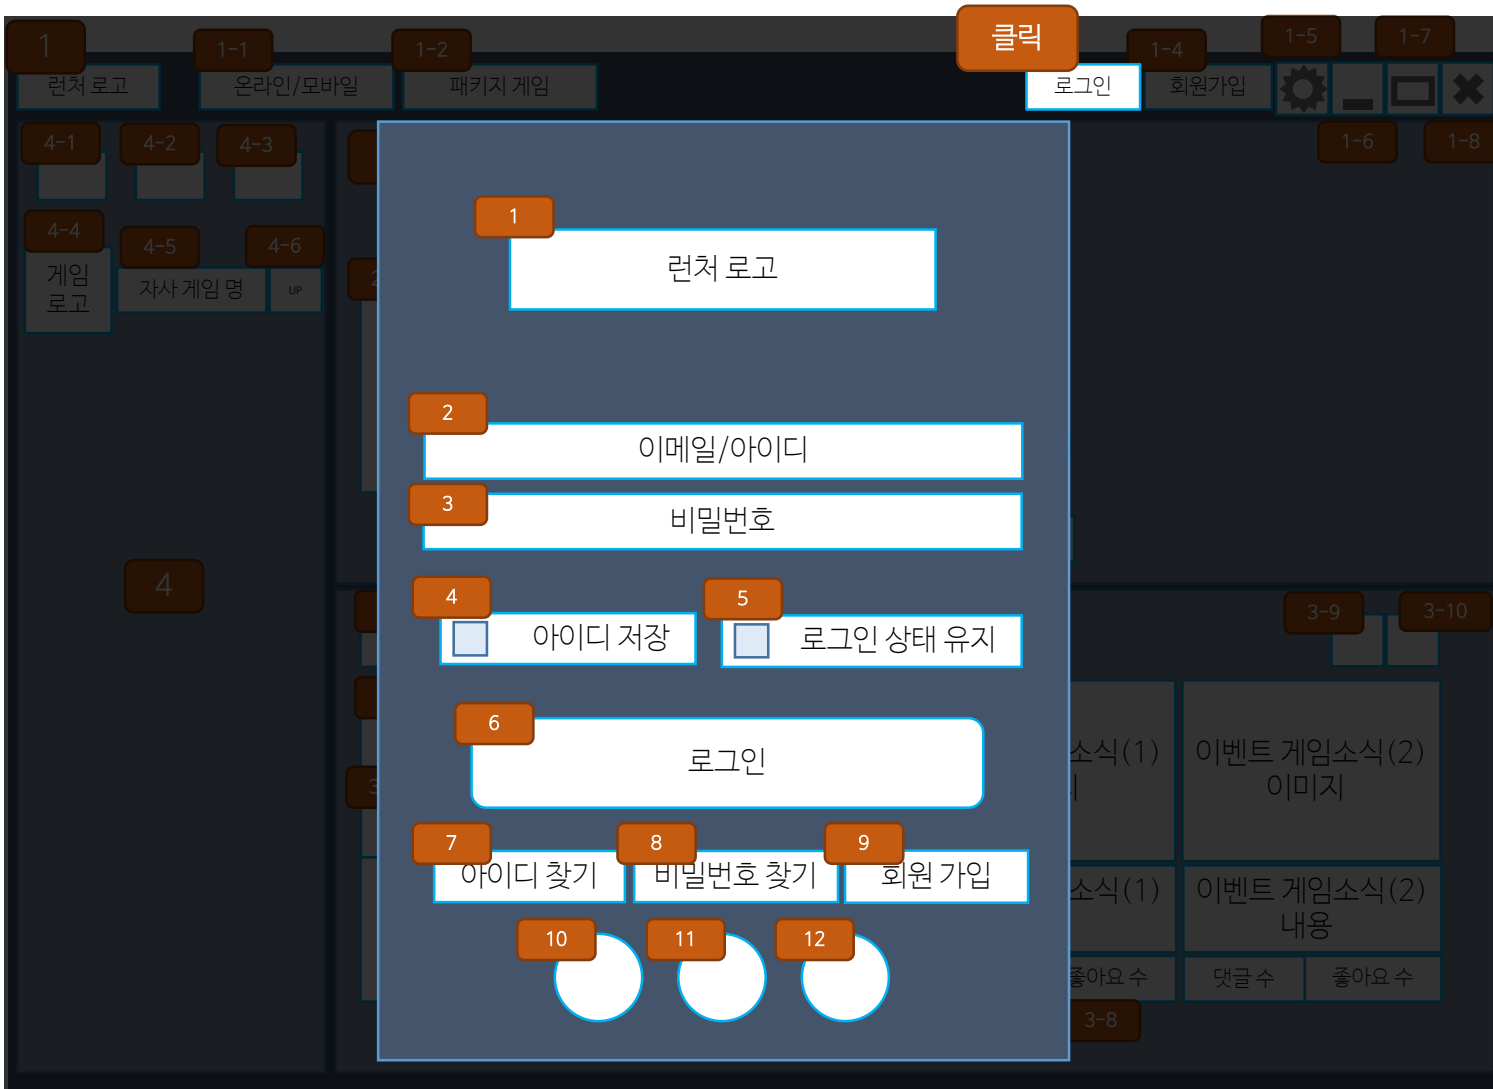 클릭
1
1-1
1-2
1-4
1-5
1-7
런처 로고
온라인/모바일
패키지 게임
로그인
회원가입
1-6
1-8
4-1
4-2
4-3
4-4
4-5
4-6
게임
로고
자사 게임 명
UP
4
1
런처 로고
2
이메일/아이디
3
비밀번호
4
아이디 저장
5
로그인 상태 유지
6
로그인
7
아이디 찾기
8
비밀번호 찾기
9
회원 가입
10
11
12
2
3
3-9
3-10
소식(1)
이벤트 게임소식(2)
이미지
소식(1)
이벤트 게임소식(2)
내용
좋아요 수
댓글 수
좋아요 수
3-8